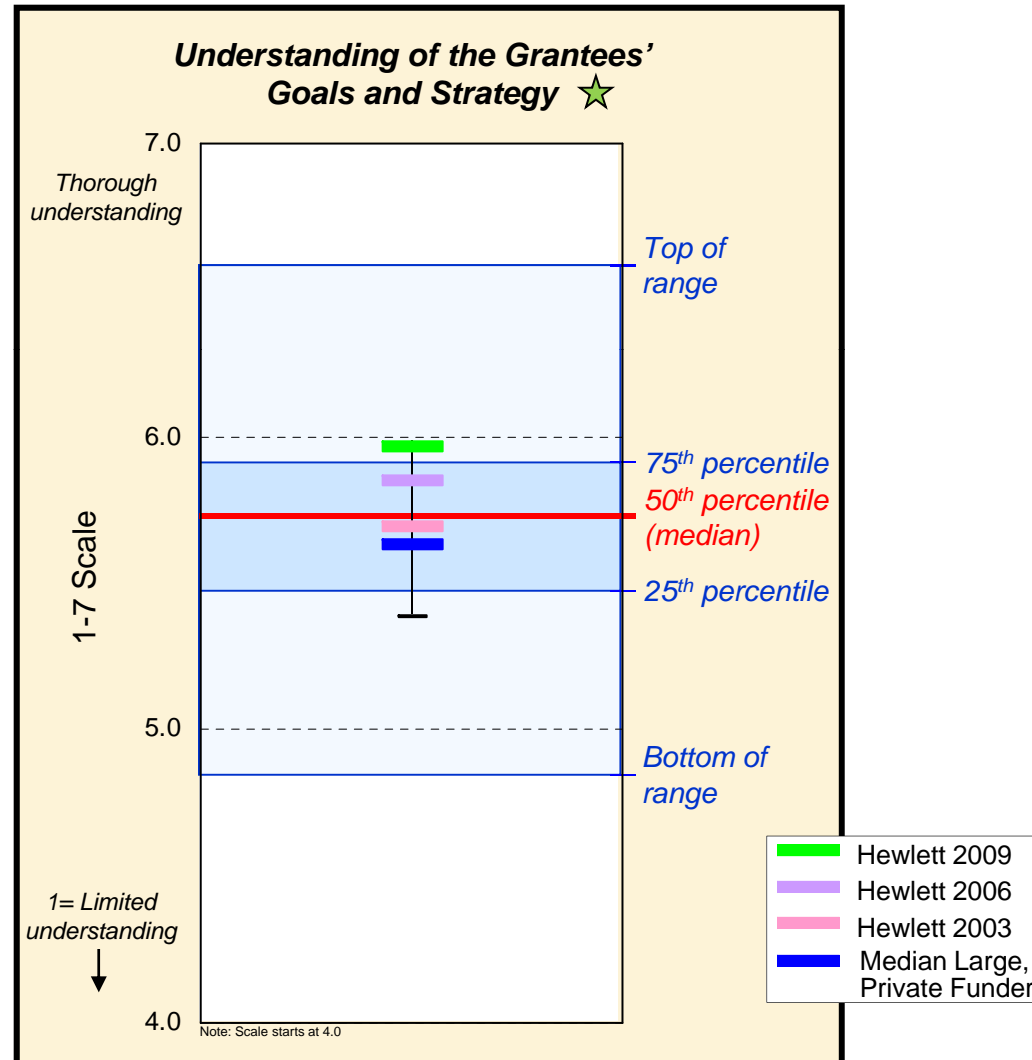 Understanding of the Grantees'
Goals and Strategy
7.0
Thorough
understanding
Top of
range
6.0
75th percentile
50th percentile
(median)
1-7 Scale
25th percentile
5.0
Bottom of
range
Hewlett 2009
Hewlett 2006
Hewlett 2003
Median Large,
Private Funder
1= Limited
understanding
4.0
Note: Scale starts at 4.0